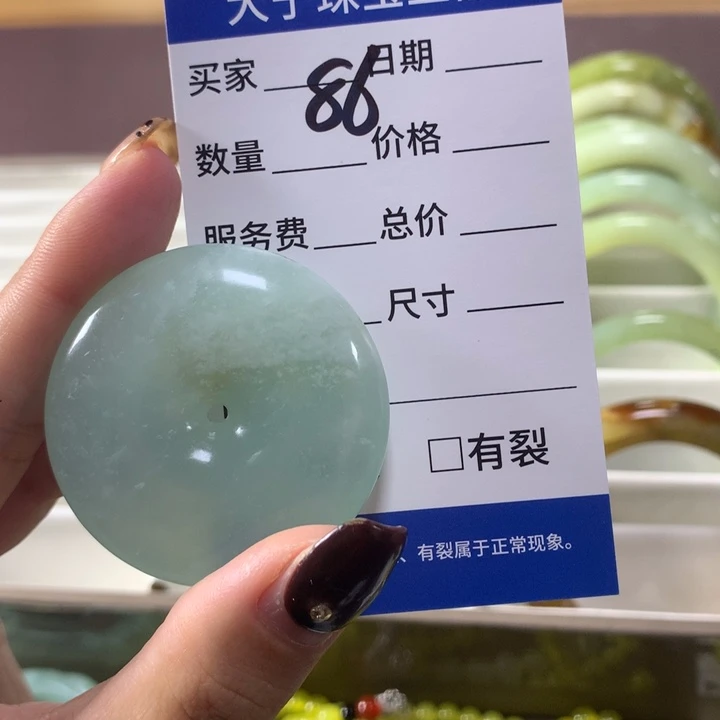 买家 日期
86
数量 价格
服务费 总价
尺寸
□有裂
、有裂属于正常现象。